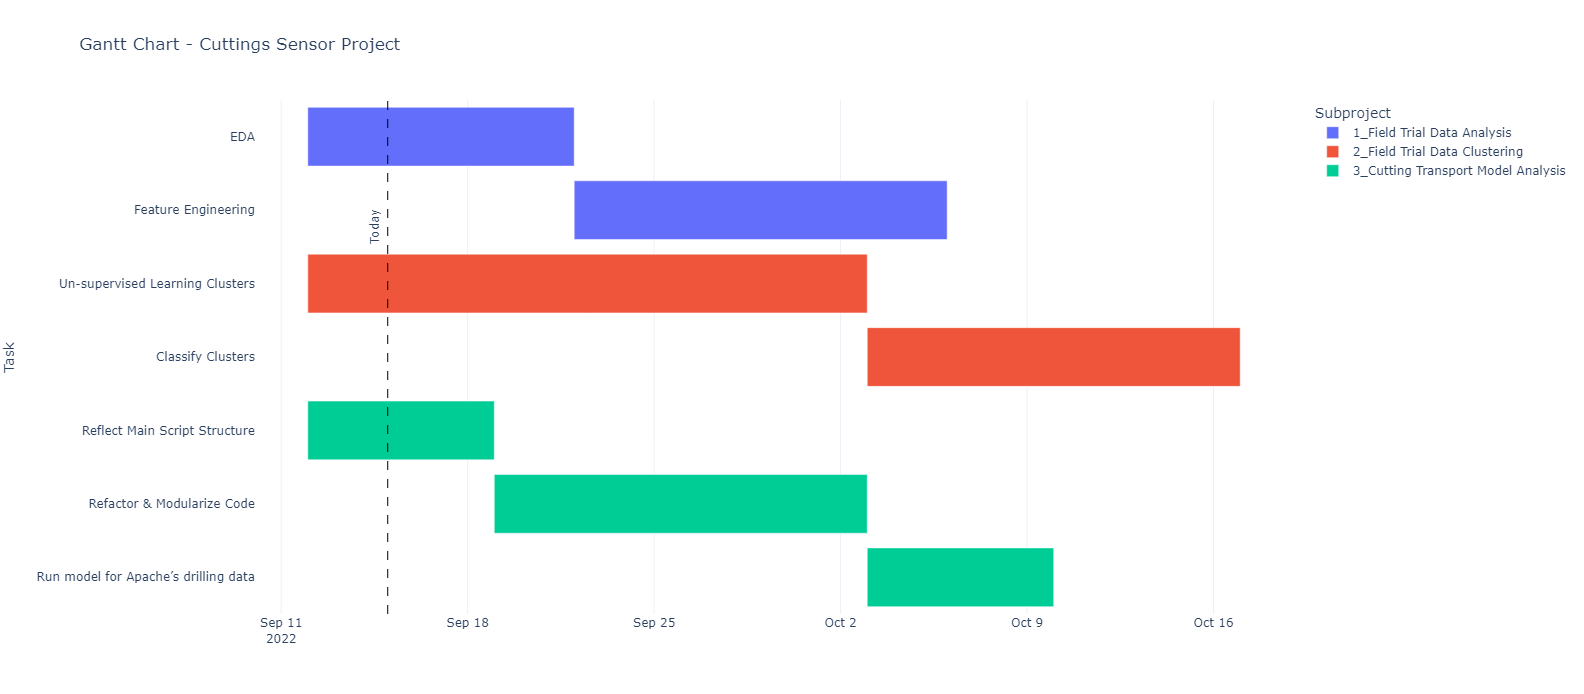 Gantt Chart - Cuttings Sensor Project
Subproject
1_Field Trial Data Analysis
2_Field Trial Data Clustering
3_Cutting Transport Model Analysis
Task
EDA
Feature Engineering
Today
Un-supervised Learning Clusters
Classify Clusters
Reflect Main Script Structure
Refactor & Modularize Code
Run model for Apache’s drilling data
Sep 11
2022
Sep 18
Sep 25
Oct 2
Oct 9
Oct 16